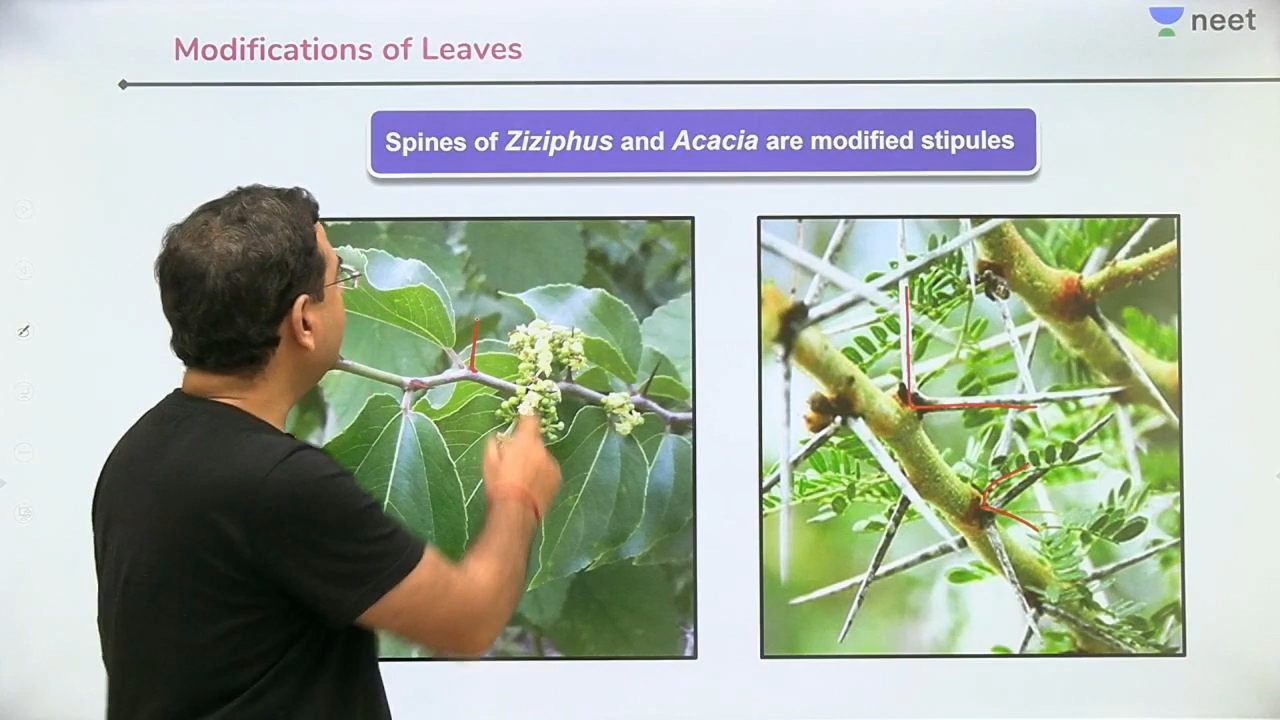 neet
Modifications of Leaves
Spines of Ziziphus and Acacia are modified stipules